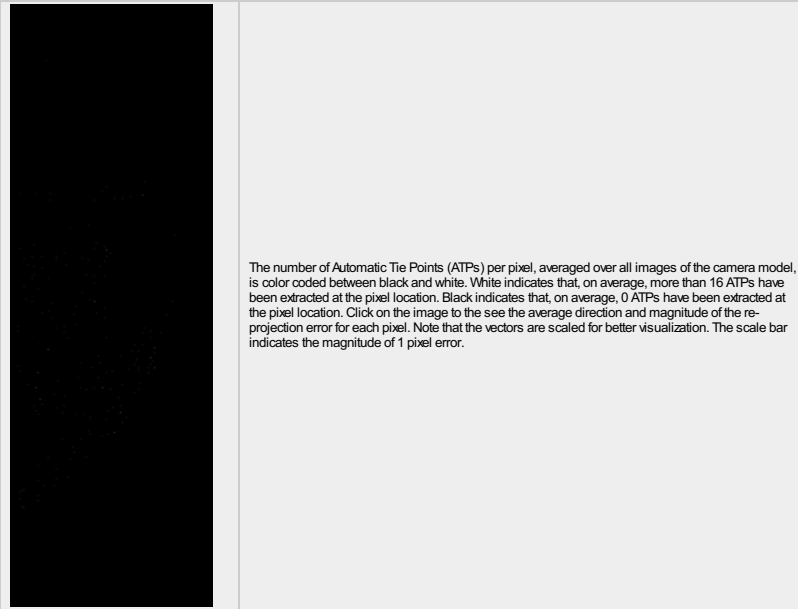 The number of Automatic Tie Points (ATPs) per pixel, averaged over all images of the camera model,
is color coded between black and white. White indicates that, on average, more than 16 ATPs have
been extracted at the pixel location. Black indicates that, on average, 0 ATPs have been extracted at
the pixel location. Click on the image to the see the average direction and magnitude of the re-
projection error for each pixel. Note that the vectors are scaled for better visualization. The scale bar
indicates the magnitude of 1 pixel error.